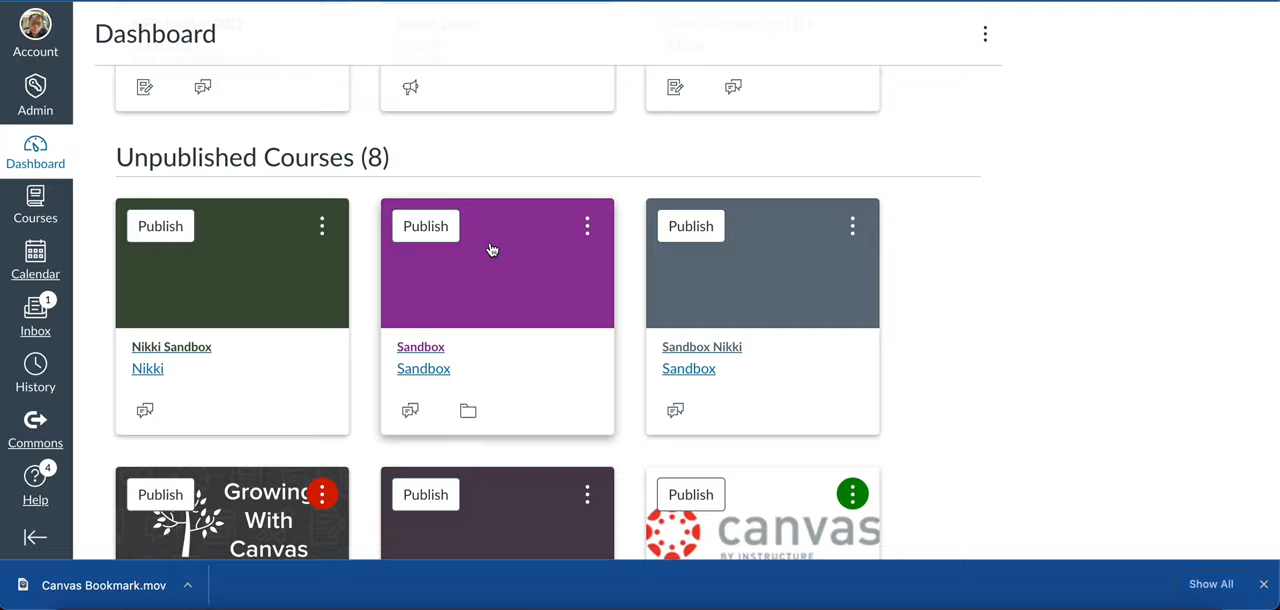 Account
Admin
Dashboard
Courses
Calendar
1
Inbox
History
Commons
4
Help
Dashboard
Unpublished Courses (8)
Publish
Publish
Publish
Nikki Sandbox
Nikki
Sandbox
Sandbox
Sandbox Nikki
Sandbox
Publish
Growing
With
Canvas
Publish
Publish
canvas
BY INSTRUCTURE
Canvas Bookmark.mov
Show All